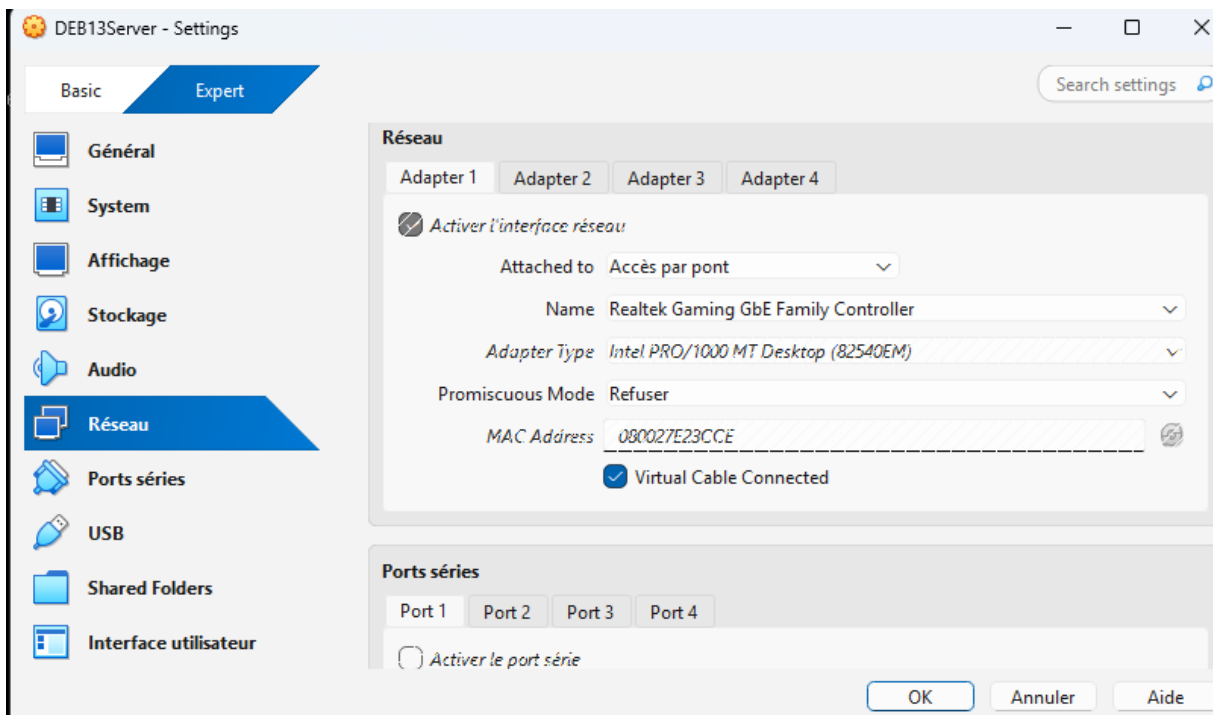 DEB13Server - Settings
Basic
Expert
Search settings
Général
System
Affichage
Stockage
Audio
Réseau
Ports séries
USB
Shared Folders
Interface utilisateur
Réseau
Adapter 1 Adapter 2 Adapter 3 Adapter 4
Activer l'interface réseau
Attached to Accès par pont
Name Realtek Gaming GbE Family Controller
Adapter Type Intel PRO/1000 MT Desktop (82540EM)
Promiscuous Mode Refuser
MAC Address 080027E23CCE
Virtual Cable Connected
Ports séries
Port 1 Port 2 Port 3 Port 4
Activer le port série
OK Annuler Aide